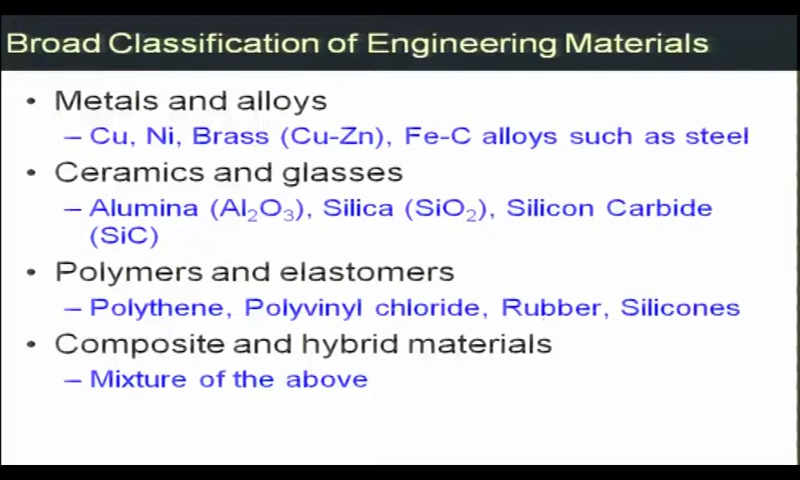 Broad Classification of Engineering Materials
• Metals and alloys
– Cu, Ni, Brass (Cu-Zn), Fe-C alloys such as steel
• Ceramics and glasses
– Alumina (Al₂O₃), Silica (SiO₂), Silicon Carbide
(SiC)
• Polymers and elastomers
– Polythene, Polyvinyl chloride, Rubber, Silicones
• Composite and hybrid materials
– Mixture of the above